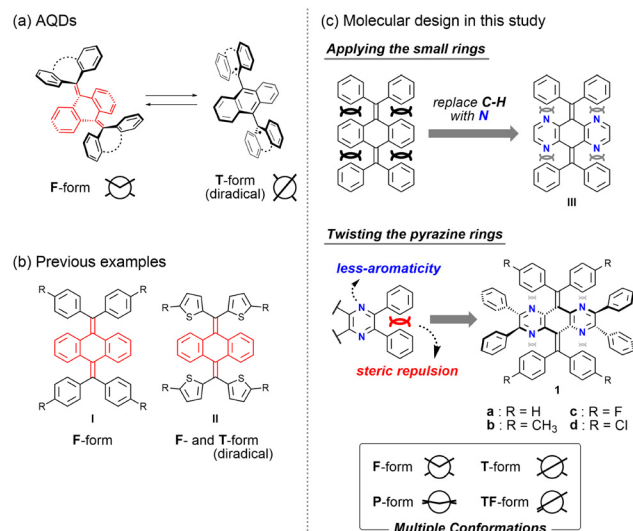 (a) AQDs
F-form
T-form
(diradical)
(b) Previous examples
R
R
R
R
I
F-form
R
S
S
R
R
S
S
R
II
F- and T-form
(diradical)
(c) Molecular design in this study
Applying the small rings
replace C-H
with N
N
N
N
N
III
Twisting the pyrazine rings
less-aromaticity
N
N
steric repulsion
R
R
N
N
N
N
R
R
1
a : R = H
c : R = F
b : R = CH3
d : R = Cl
F-form
T-form
P-form
TF-form
Multiple Conformations